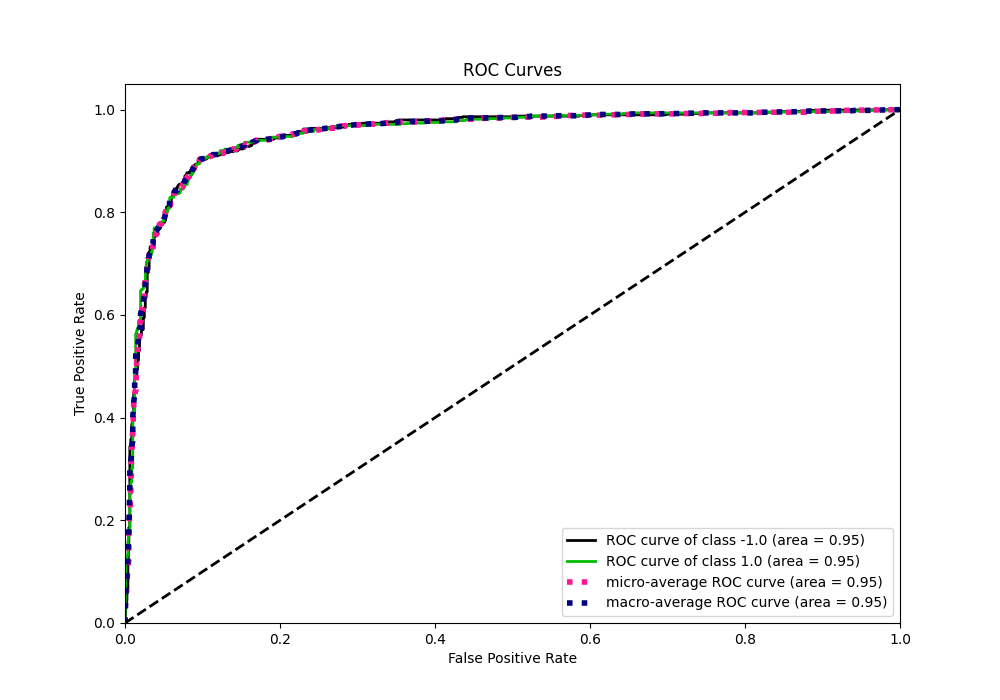 ROC Curves
1.0
0.8
0.6
0.4
0.2
0.0
True Positive Rate
0.0 0.2 0.4 0.6 0.8 1.0
False Positive Rate
ROC curve of class -1.0 (area = 0.95)
ROC curve of class 1.0 (area = 0.95)
micro-average ROC curve (area = 0.95)
macro-average ROC curve (area = 0.95)